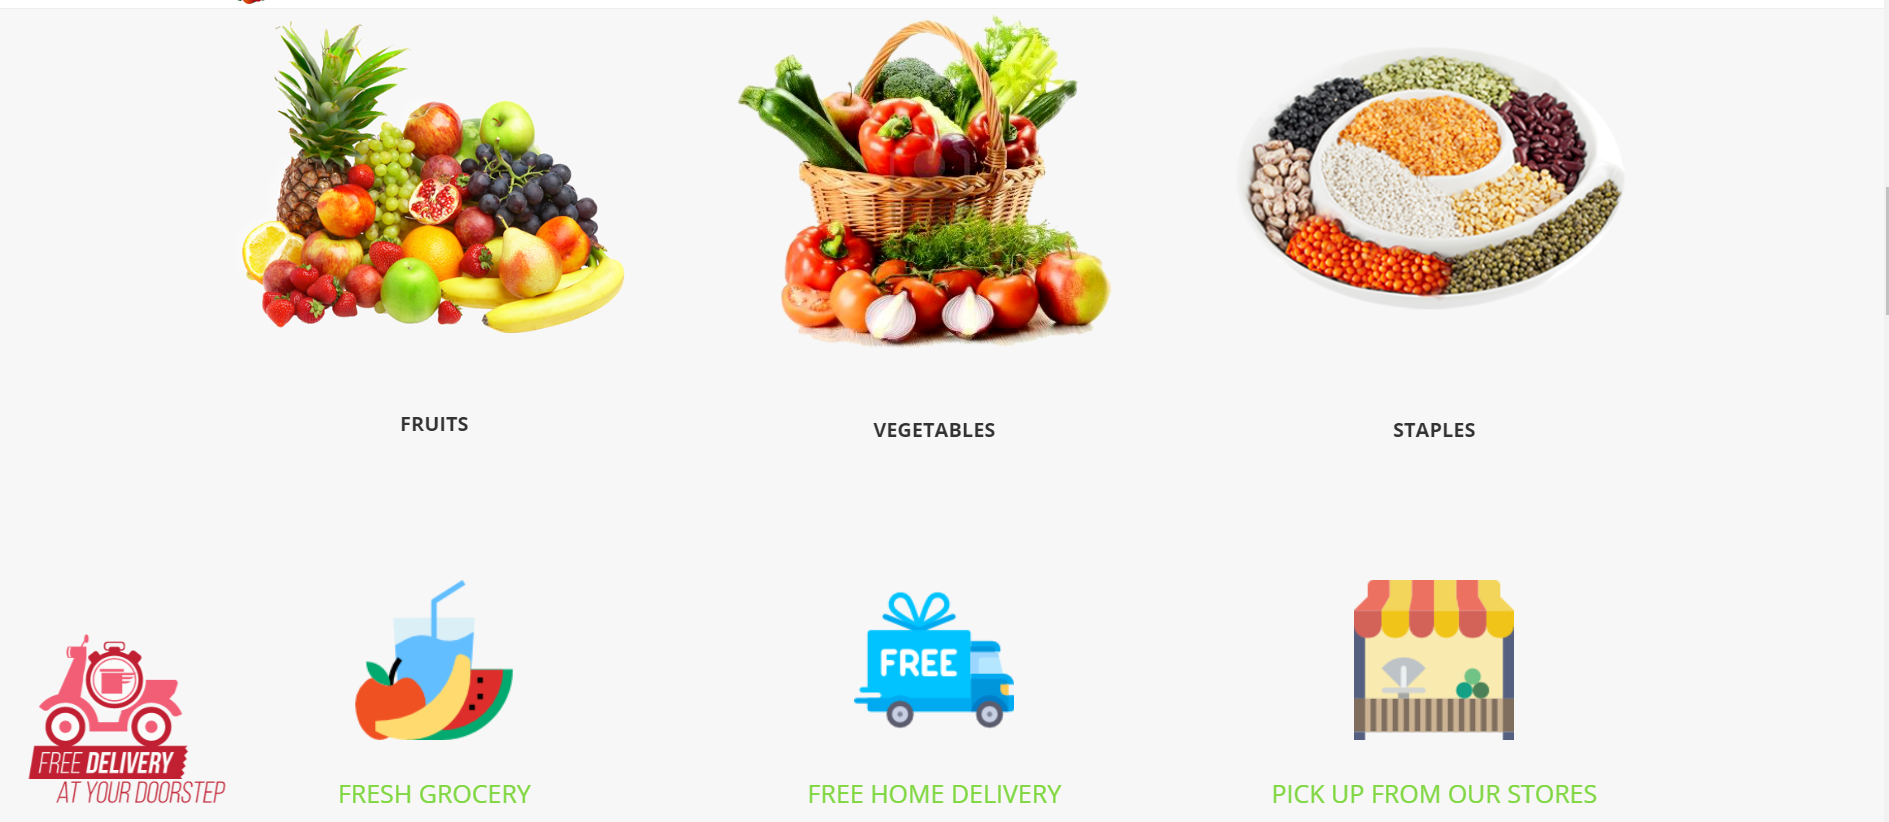 FRUITS
VEGETABLES
STAPLES
FREE
FREE DELIVERY
AT YOUR DOORSTEP
FRESH GROCERY
FREE HOME DELIVERY
PICK UP FROM OUR STORES